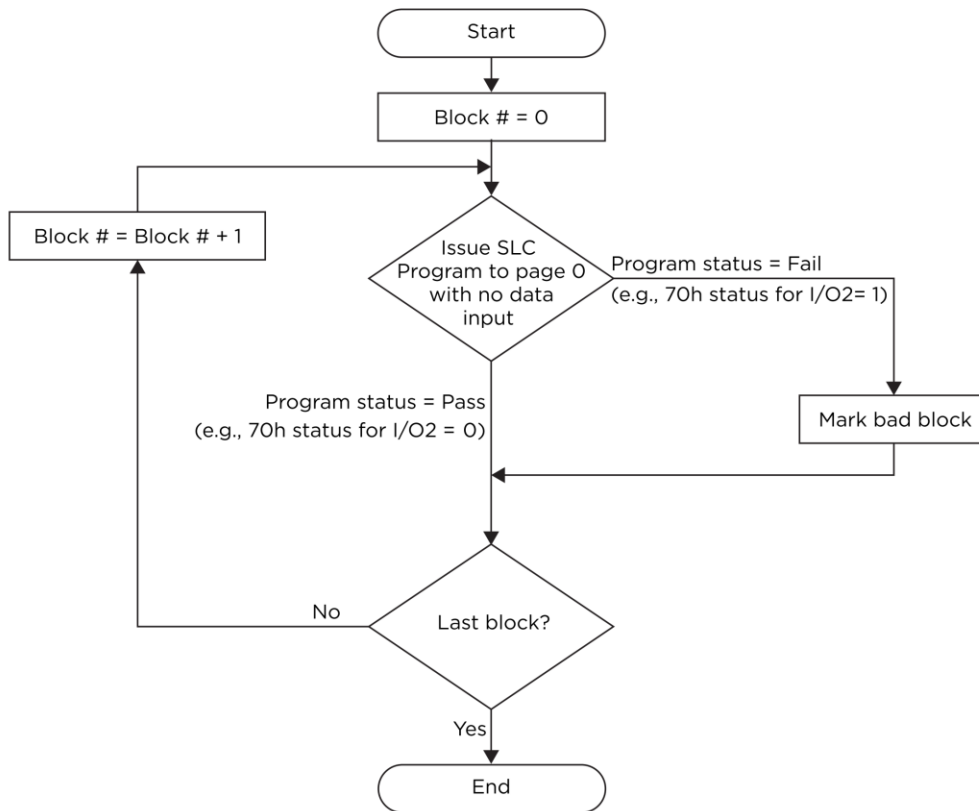 Start
Block # = 0
Block # = Block # + 1
Issue SLC
Program to page 0
with no data
input
Program status = Fail
(e.g., 70h status for I/O2= 1)
Program status = Pass
(e.g., 70h status for I/O2 = 0)
Mark bad block
No
Last block?
Yes
End